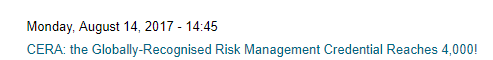 Monday, August 14, 2017 - 14:45
CERA: the Globally-Recognised Risk Management Credential Reaches 4,000!